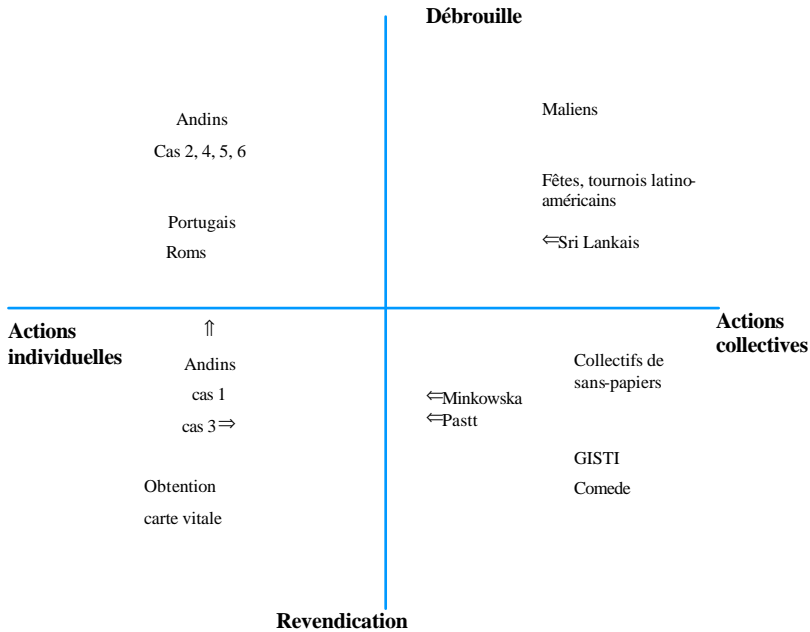 Débrouille
Andins
Cas 2, 4, 5, 6
Maliens
Fêtes, tournois latino-
américains
Portugais
Roms
⇐Sri Lankais
Actions
individuelles
Actions
collectives
⇑
Andins
cas 1
cas 3⇒
Collectifs de
sans-papiers
⇐Minkowska
⇐Pastt
Obtention
carte vitale
GISTI
Comede
Revendication